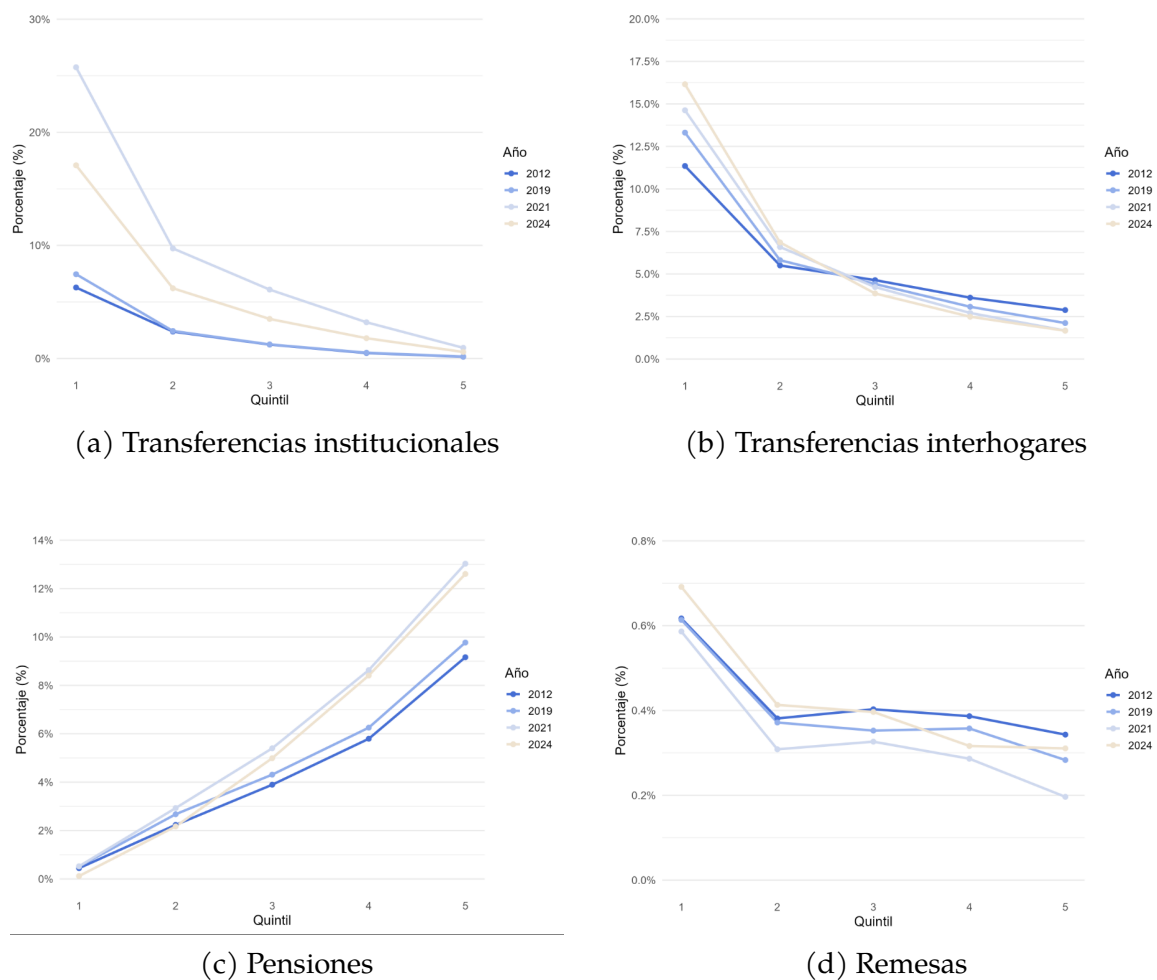 30%
20%
10%
0%
Porcentaje (%)
1 2 3 4 5
Quintil
Año
2012
2019
2021
2024
(a) Transferencias institucionales
20.0%
17.5%
15.0%
12.5%
10.0%
7.5%
5.0%
2.5%
0.0%
Porcentaje (%)
1 2 3 4 5
Quintil
Año
2012
2019
2021
2024
(b) Transferencias interhogares
14%
12%
10%
8%
6%
4%
2%
0%
Porcentaje (%)
1 2 3 4 5
Quintil
Año
2012
2019
2021
2024
(c) Pensiones
0.8%
0.6%
0.4%
0.2%
0.0%
Porcentaje (%)
1 2 3 4 5
Quintil
Año
2012
2019
2021
2024
(d) Remesas